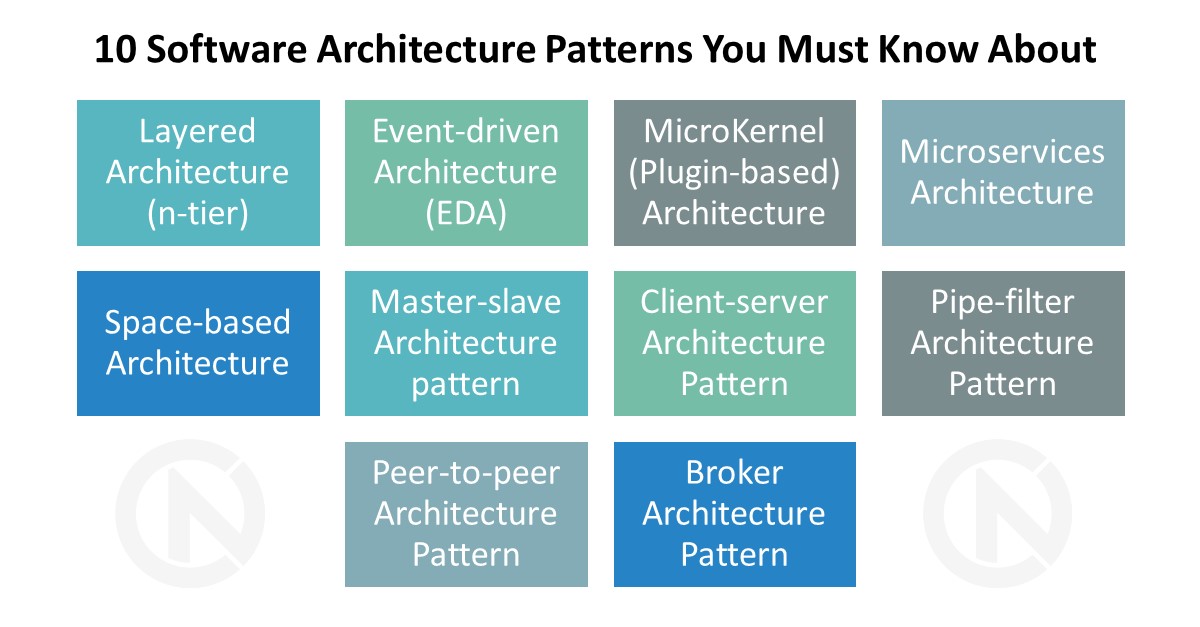 10 Software Architecture Patterns You Must Know About
Layered
Architecture
(n-tier)
Event-driven
Architecture
(EDA)
MicroKernel
(Plugin-based)
Architecture
Microservices
Architecture
Space-based
Architecture
Master-slave
Architecture
pattern
Client-server
Architecture
Pattern
Pipe-filter
Architecture
Pattern
Peer-to-peer
Architecture
Pattern
Broker
Architecture
Pattern